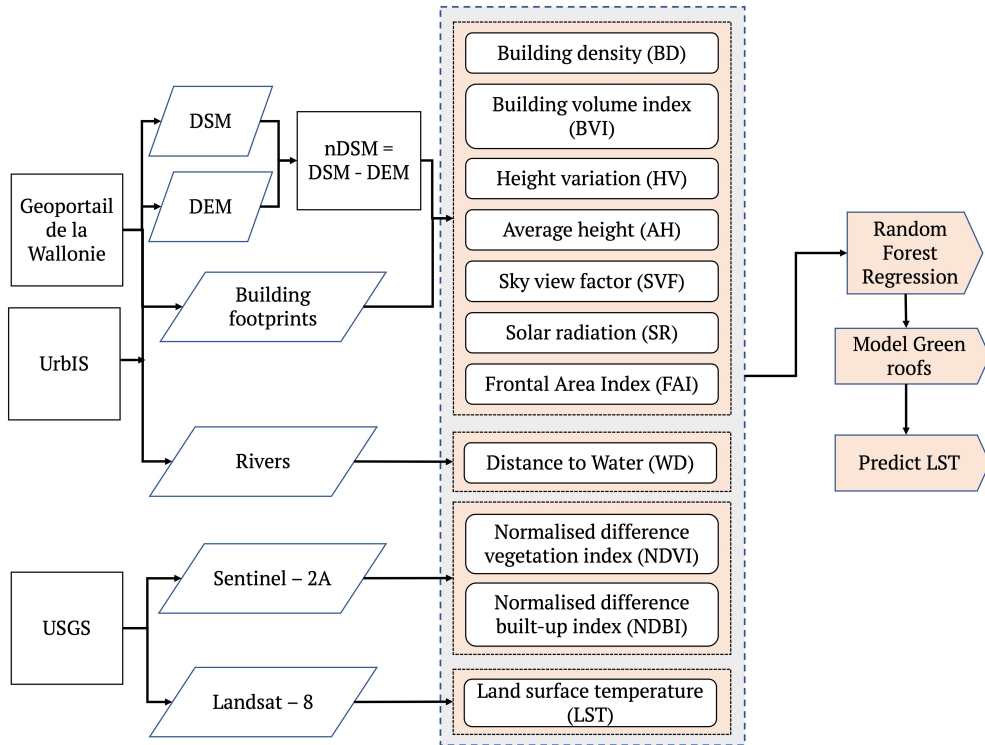 Geoportail
de la
Wallonie
UrbIS
USGS
DSM
DEM
nDSM =
DSM - DEM
Building
footprints
Rivers
Sentinel – 2A
Landsat – 8
Building density (BD)
Building volume index
(BVI)
Height variation (HV)
Average height (AH)
Sky view factor (SVF)
Solar radiation (SR)
Frontal Area Index (FAI)
Distance to Water (WD)
Normalised difference
vegetation index (NDVI)
Normalised difference
built-up index (NDBI)
Land surface temperature
(LST)
Random
Forest
Regression
Model Green
roofs
Predict LST